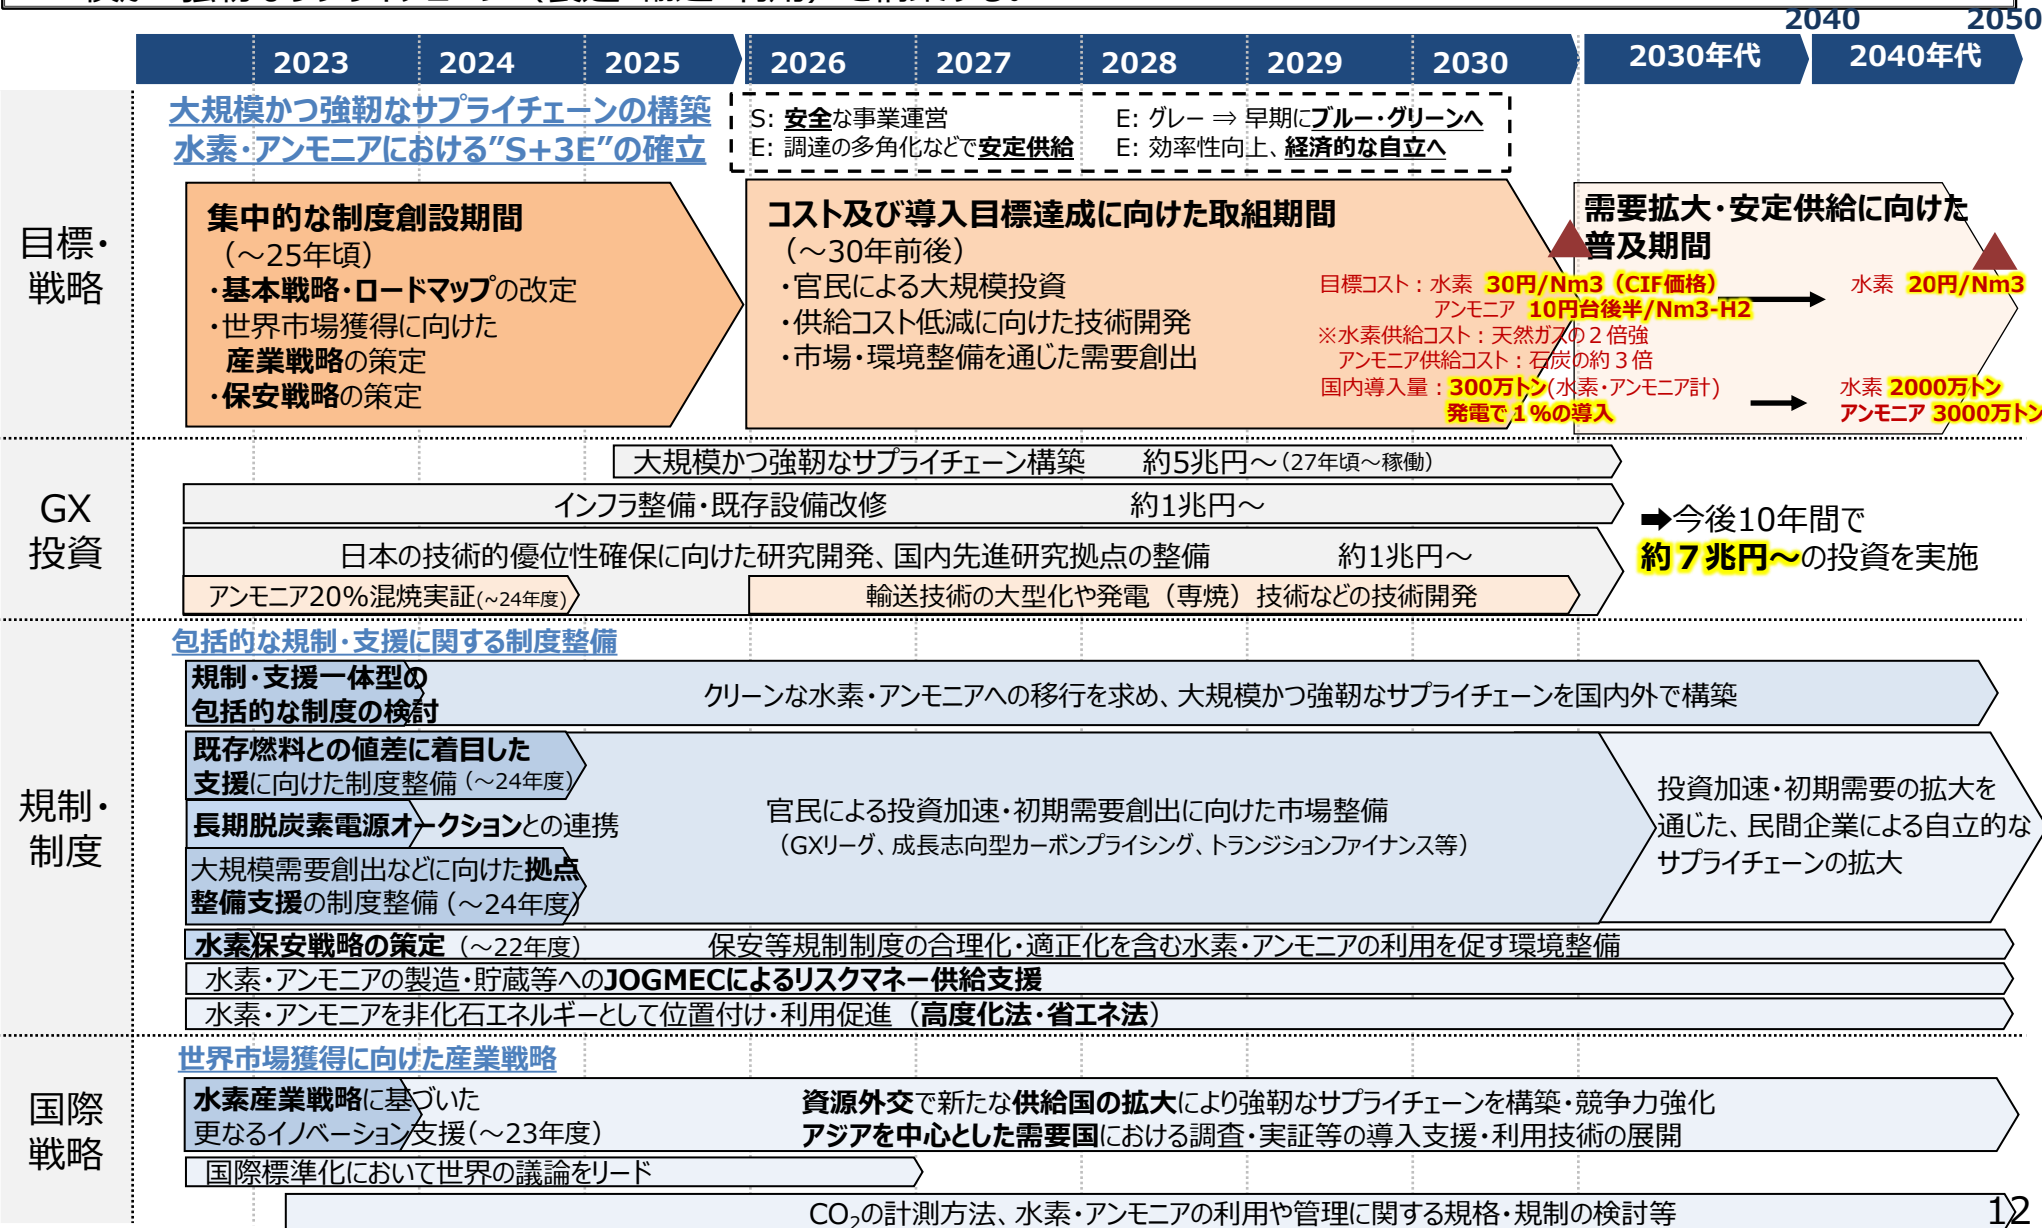 2040 2050
2023 2024 2025 2026 2027 2028 2029 2030 2030年代 2040年代
目標・
戦略
大規模かつ強靭なサプライチェーンの構築
水素・アンモニアにおける”S+3E”の確立
S: 安全な事業運営 E: グレー ⇒ 早期にブルー・グリーンへ
E: 調達の多角化などで安定供給 E: 効率性向上、経済的な自立へ
集中的な制度創設期間
（～25年頃）
・基本戦略・ロードマップの改定
・世界市場獲得に向けた
産業戦略の策定
・保安戦略の策定
コスト及び導入目標達成に向けた取組期間
（～30年前後）
・官民による大規模投資
・供給コスト低減に向けた技術開発
・市場・環境整備を通じた需要創出
需要拡大・安定供給に向けた
普及期間
目標コスト：水素 30円/Nm3（CIF価格）
アンモニア 10円台後半/Nm3-H2
※水素供給コスト：天然ガスの２倍強
アンモニア供給コスト：石炭の約３倍
国内導入量：300万トン(水素・アンモニア計)
発電で１％の導入
水素 20円/Nm3
水素 2000万トン
アンモニア 3000万トン
GX
投資
大規模かつ強靭なサプライチェーン構築 約5兆円～（27年頃～稼働）
インフラ整備・既存設備改修 約1兆円～
日本の技術的優位性確保に向けた研究開発、国内先進研究拠点の整備 約1兆円～
アンモニア20%混焼実証(~24年度)
輸送技術の大型化や発電（専焼）技術などの技術開発
➡今後10年間で
約７兆円～の投資を実施
規制・
制度
包括的な規制・支援に関する制度整備
規制・支援一体型の
包括的な制度の検討
クリーンな水素・アンモニアへの移行を求め、大規模かつ強靭なサプライチェーンを国内外で構築
既存燃料との値差に着目した
支援に向けた制度整備（～24年度）
長期脱炭素電源オークションとの連携
大規模需要創出などに向けた拠点
整備支援の制度整備（～24年度）
官民による投資加速・初期需要創出に向けた市場整備
（GXリーグ、成長志向型カーボンプライシング、トランジションファイナンス等）
投資加速・初期需要の拡大を
通じた、民間企業による自立的な
サプライチェーンの拡大
水素保安戦略の策定（～22年度） 保安等規制制度の合理化・適正化を含む水素・アンモニアの利用を促す環境整備
水素・アンモニアの製造・貯蔵等へのJOGMECによるリスクマネー供給支援
水素・アンモニアを非化石エネルギーとして位置付け・利用促進（高度化法・省エネ法）
国際
戦略
世界市場獲得に向けた産業戦略
水素産業戦略に基づいた
更なるイノベーション支援（～23年度）
資源外交で新たな供給国の拡大により強靭なサプライチェーンを構築・競争力強化
アジアを中心とした需要国における調査・実証等の導入支援・利用技術の展開
国際標準化において世界の議論をリード
CO₂の計測方法、水素・アンモニアの利用や管理に関する規格・規制の検討等
12